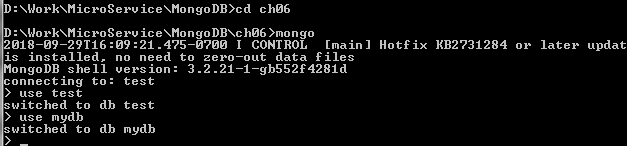 D:\Work\MicroService\MongoDB>cd ch06
D:\Work\MicroService\MongoDB\ch06>mongo
2018-09-29T16:09:21.475-0700 I CONTROL  [main] Hotfix KB2731284 or later updat
is installed, no need to zero-out data files
MongoDB shell version: 3.2.21-1-gb552f4281d
connecting to: test
> use test
switched to db test
> use mydb
switched to db mydb
> _